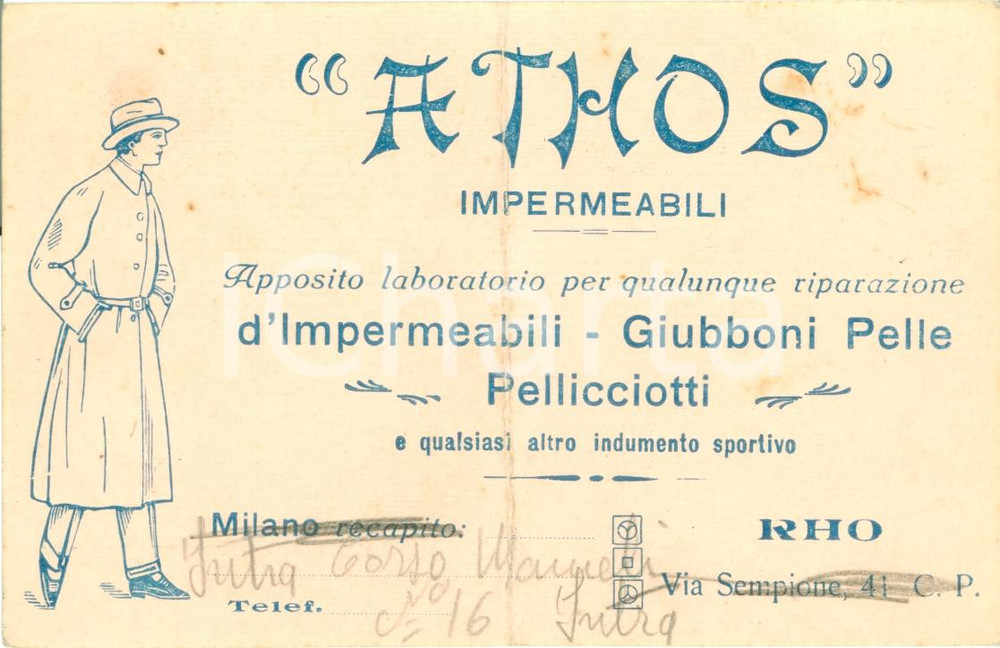 "ATHOS"
IMPERMEABILI
Apposito laboratorio per qualunque riparazione
d'Impermeabili - Giubboni Pelle
Pellicciotti
e qualsiasi altro indumento sportivo
Milano recapito:
RHO
Intra Corso
Via Sempione, 41 C. P.
Telef.
N° 16 Intra
iCharta